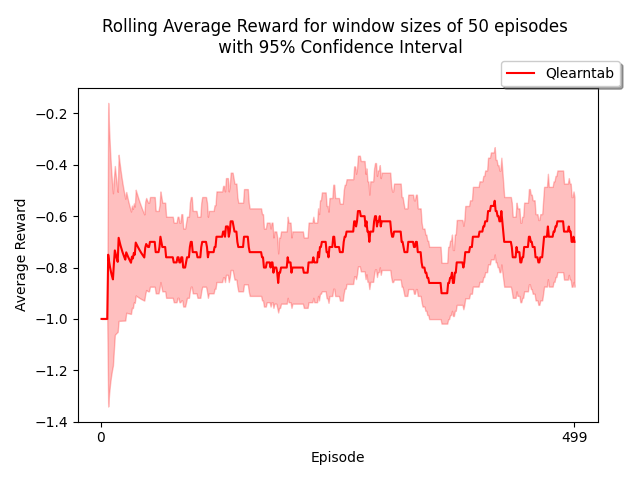 Rolling Average Reward for window sizes of 50 episodes
with 95% Confidence Interval
Qlearntab
−0.2
−0.4
−0.6
−0.8
−1.0
−1.2
−1.4
Average Reward
0
499
Episode